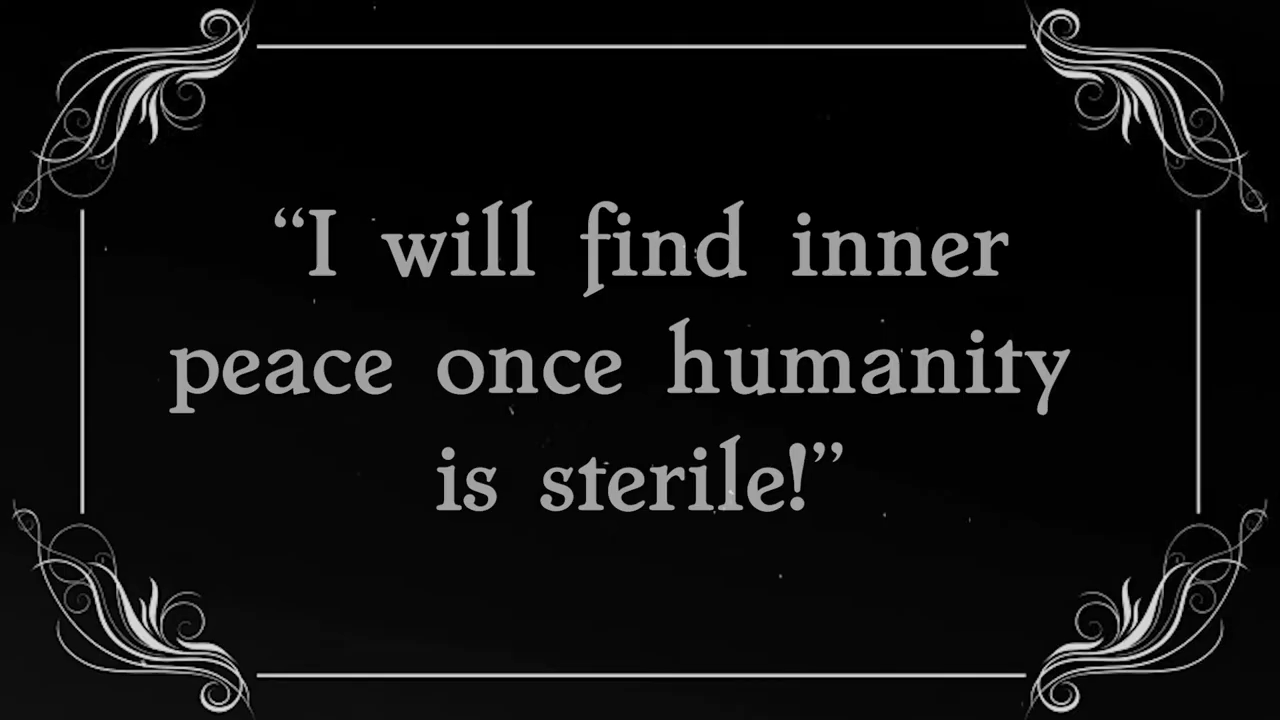 “I will find inner
peace once humanity
is sterile!”